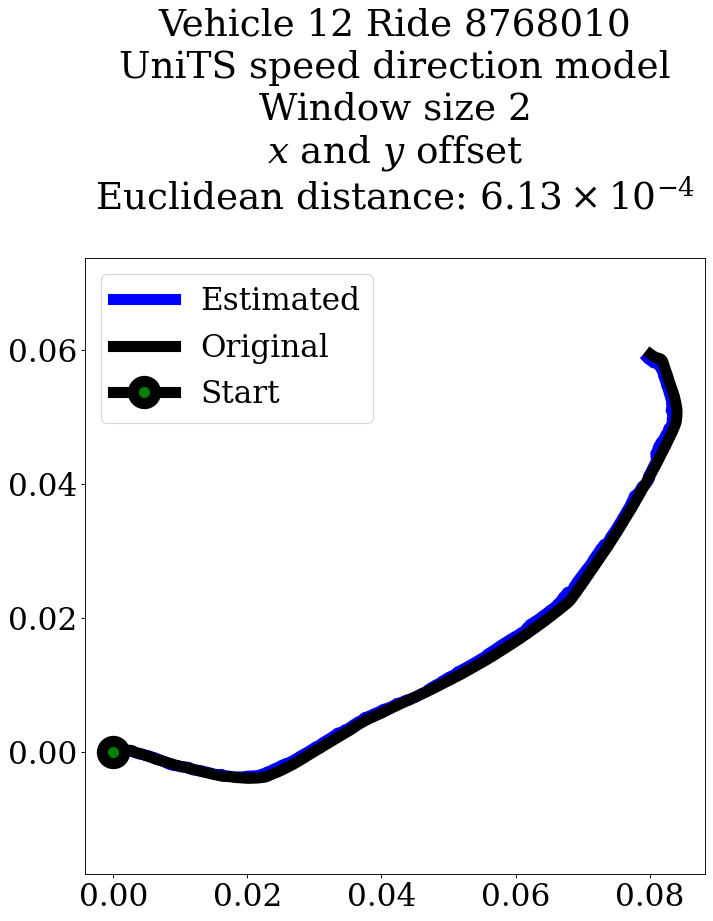 Vehicle 12 Ride 8768010
UniTS speed direction model
Window size 2
x and y offset
Euclidean distance: 6.13 × 10⁻⁴
Estimated
Original
Start
0.06
0.04
0.02
0.00
0.00 0.02 0.04 0.06 0.08